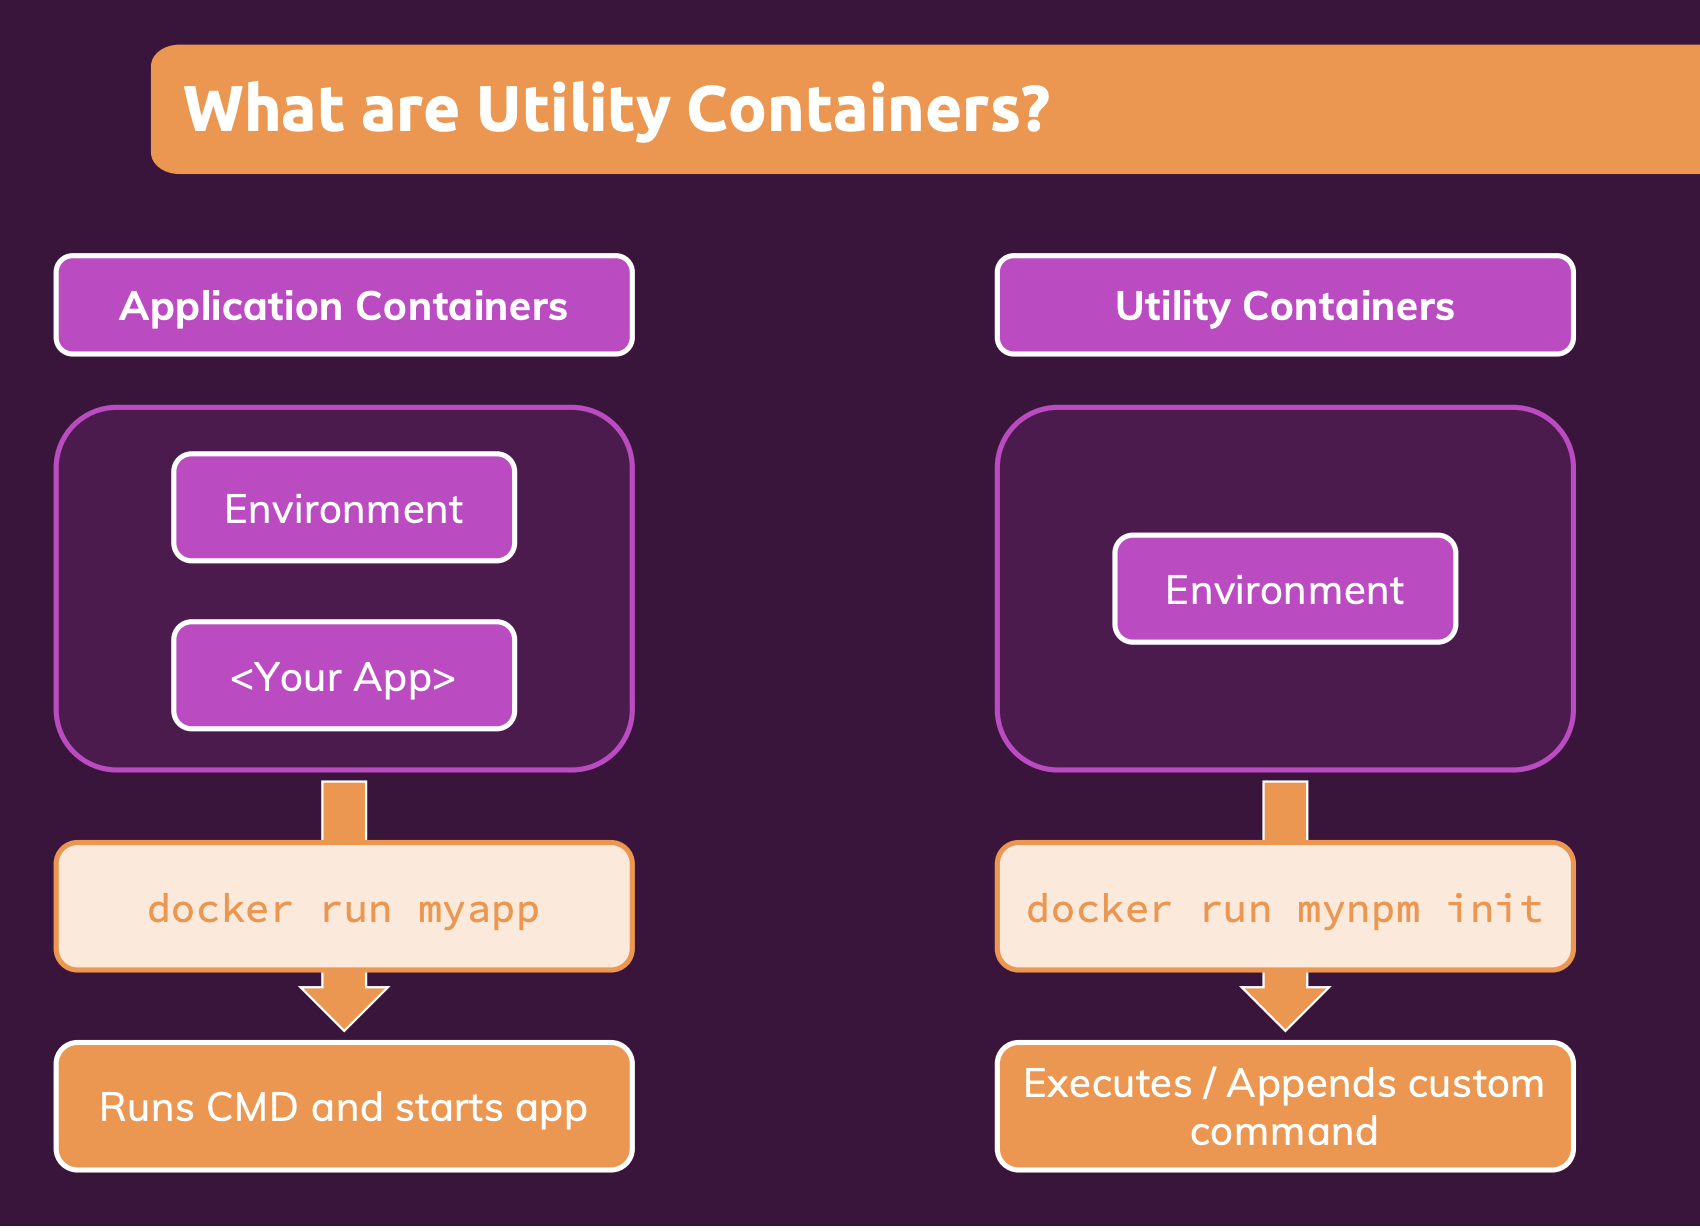 What are Utility Containers?
Application Containers
Environment
<Your App>
docker run myapp
Runs CMD and starts app
Utility Containers
Environment
docker run mynpm init
Executes / Appends custom
command